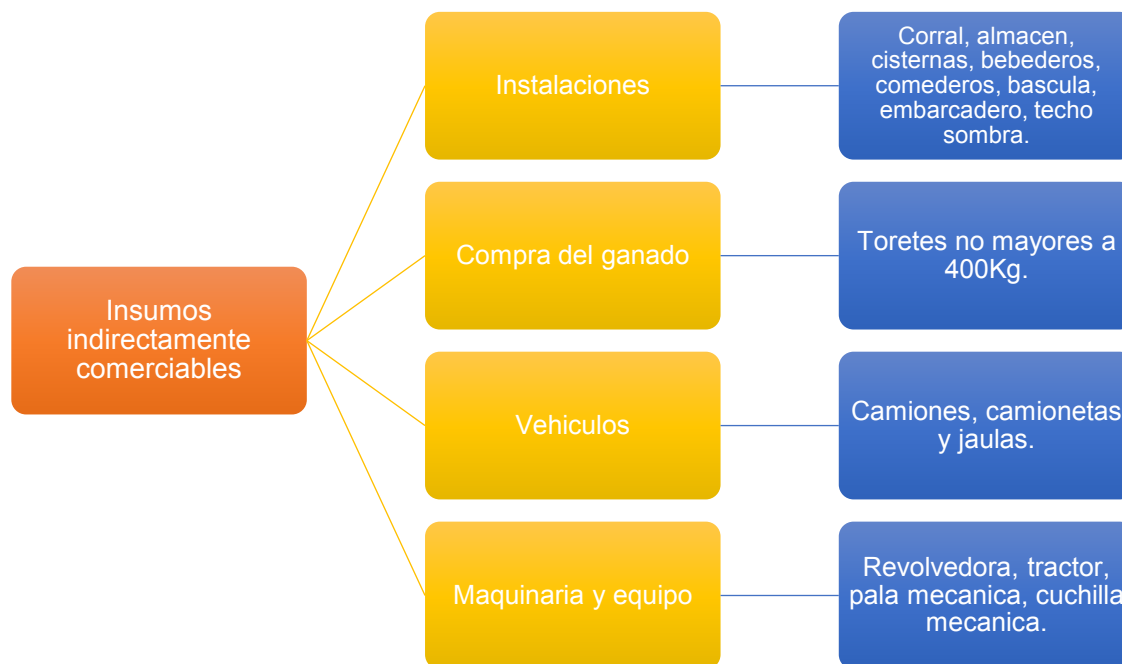 Insumos
indirectamente
comerciables
Instalaciones
Corral, almacen,
cisternas, bebederos,
comederos, bascula,
embarcadero, techo
sombra.
Compra del ganado
Toretes no mayores a
400Kg.
Vehiculos
Camiones, camionetas
y jaulas.
Maquinaria y equipo
Revolvedora, tractor,
pala mecanica, cuchilla
mecanica.